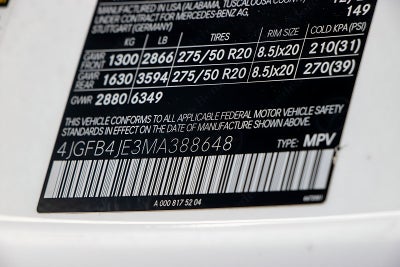 MANUFACTURED IN USA (ALABAMA, TUSCALOOSA COUNTY)
UNDER CONTRACT FOR MERCEDES-BENZ AG,
STUTTGART (GERMANY) 149
KG LB TIRES RIM SIZE COLD KPA (PSI)
GAWR FRONT 1300 2866 275/50 R20 8.5Jx20 210(31)
GAWR REAR 1630 3594 275/50 R20 8.5Jx20 270(39)
GWR 2880 6349
THIS VEHICLE CONFORMS TO ALL APPLICABLE FEDERAL MOTOR VEHICLE SAFETY
STANDARDS IN EFFECT ON THE DATE OF MANUFACTURE SHOWN ABOVE.
4JGFB4JE3MA388648 TYPE: MPV
A 000 817 52 04